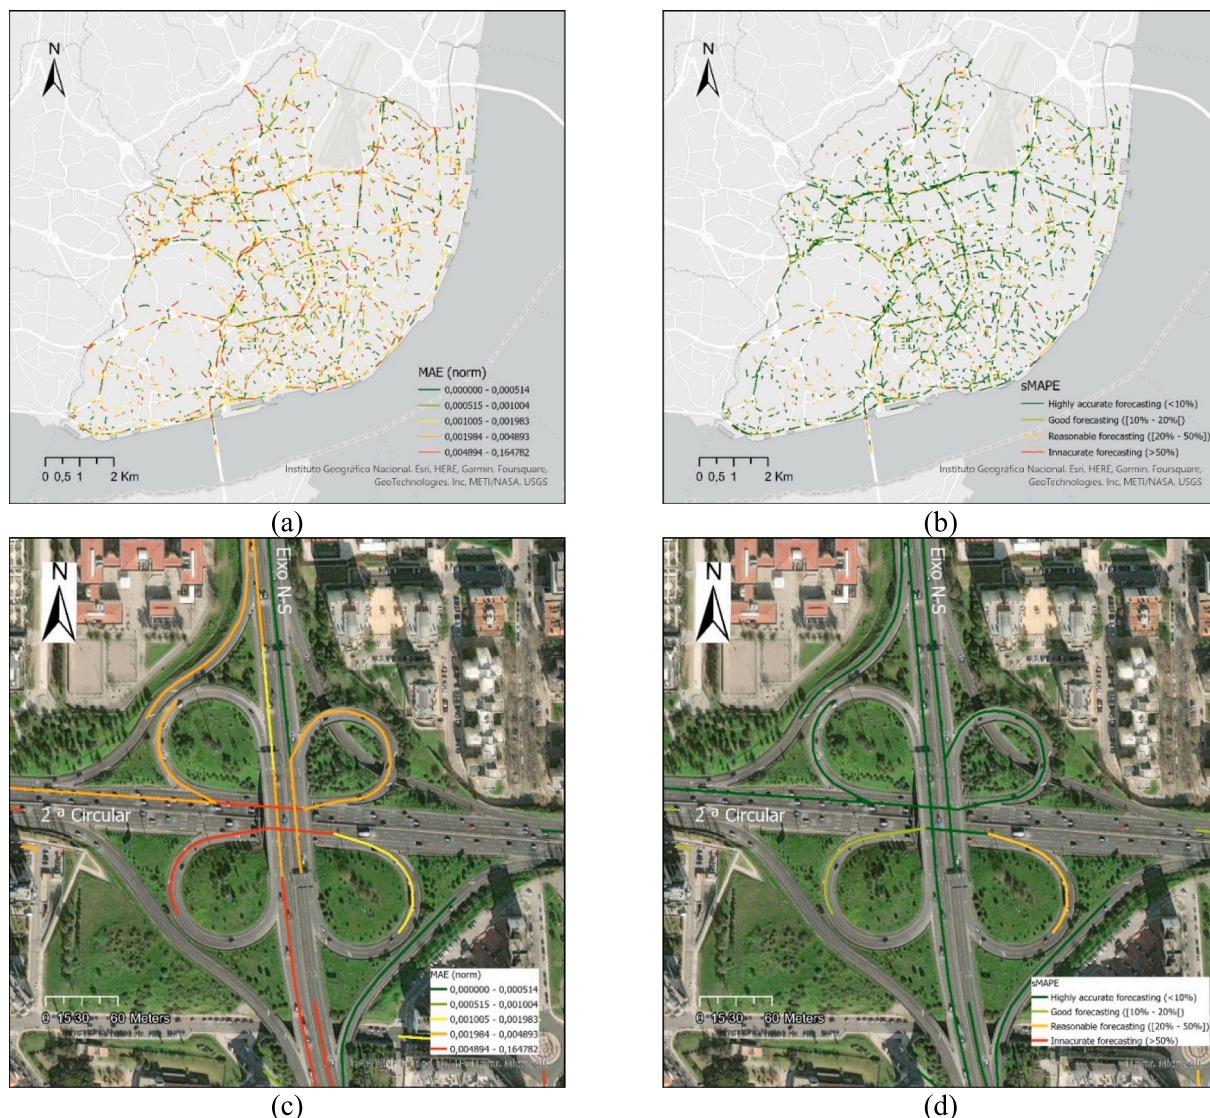 N
MAE (norm)
0,000000 - 0,000514
0,000515 - 0,001004
0,001005 - 0,001983
0,001984 - 0,004893
0,004894 - 0,164782
0 0,5 1 2 Km
Instituto Geográfico Nacional, Esri, HERE, Garmin, Foursquare,
GeoTechnologies, Inc, METI/NASA, USGS
(a)
N
sMAPE
Highly accurate forecasting (<10%)
Good forecasting ([10% - 20%[)
Reasonable forecasting ([20% - 50%])
Innacurate forecasting (>50%)
0 0,5 1 2 Km
Instituto Geográfico Nacional, Esri, HERE, Garmin, Foursquare,
GeoTechnologies, Inc, METI/NASA, USGS
(b)
N
Eixo N-S
2ª Circular
MAE (norm)
0,000000 - 0,000514
0,000515 - 0,001004
0,001005 - 0,001983
0,001984 - 0,004893
0,004894 - 0,164782
0 15 30 60 Meters
(c)
N
Eixo N-S
2ª Circular
sMAPE
Highly accurate forecasting (<10%)
Good forecasting ([10% - 20%[)
Reasonable forecasting ([20% - 50%])
Innacurate forecasting (>50%)
0 15 30 60 Meters
(d)